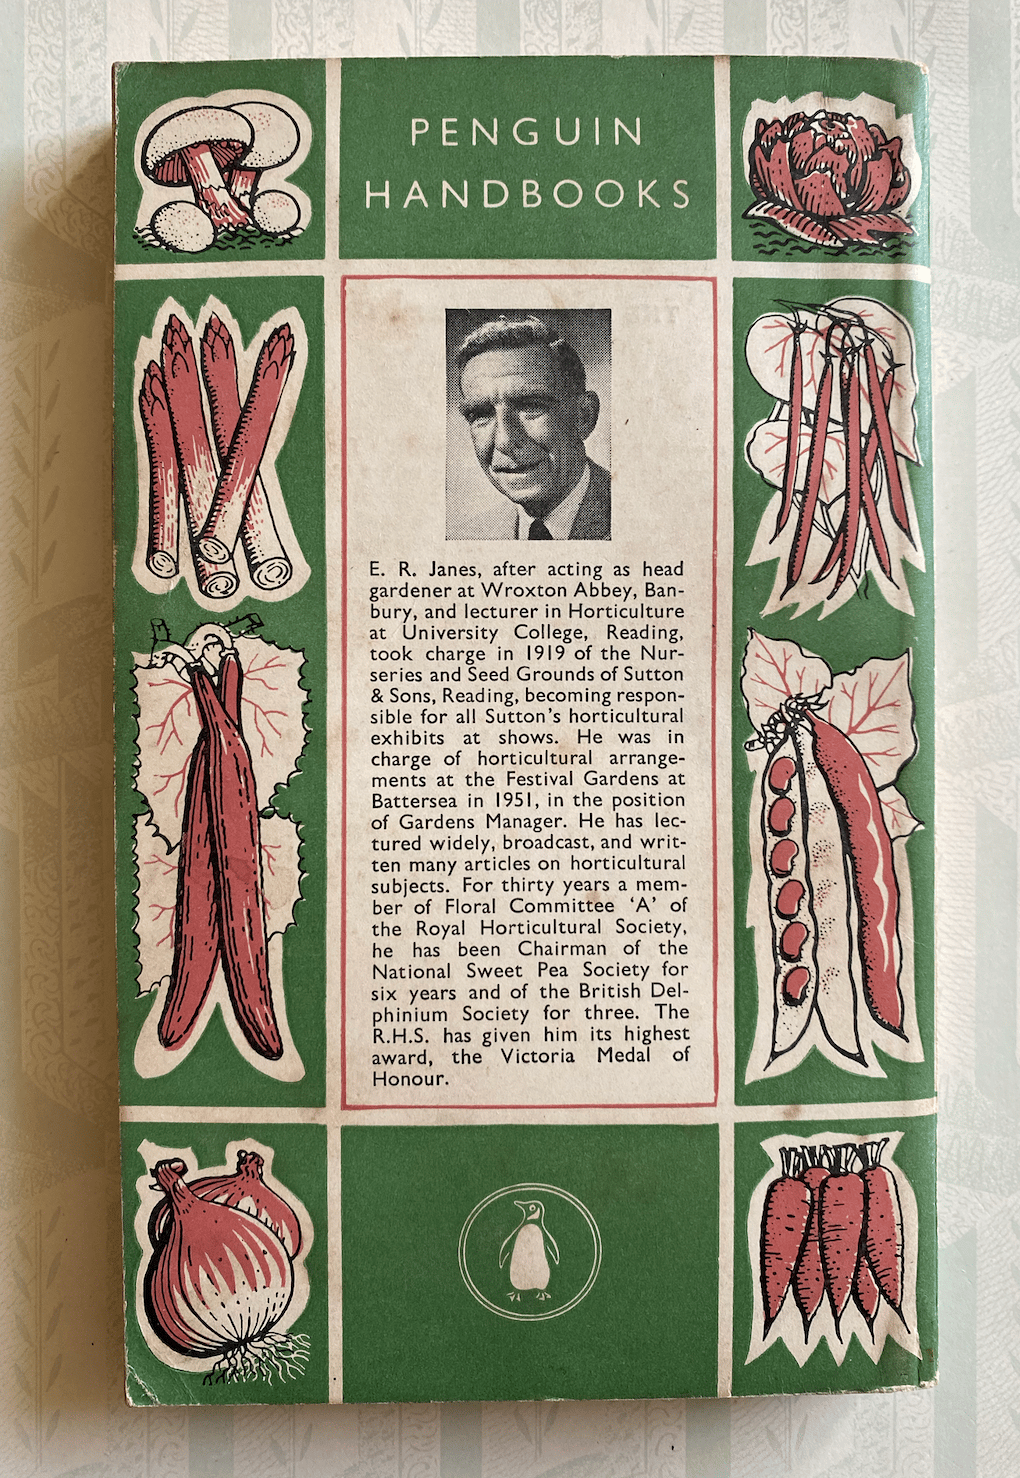 PENGUIN
HANDBOOKS
E. R. Janes, after acting as head
gardener at Wroxton Abbey, Ban-
bury, and lecturer in Horticulture
at University College, Reading,
took charge in 1919 of the Nur-
series and Seed Grounds of Sutton
& Sons, Reading, becoming respon-
sible for all Sutton's horticultural
exhibits at shows. He was in
charge of horticultural arrange-
ments at the Festival Gardens at
Battersea in 1951, in the position
of Gardens Manager. He has lec-
tured widely, broadcast, and writ-
ten many articles on horticultural
subjects. For thirty years a mem-
ber of Floral Committee ‘A’ of
the Royal Horticultural Society,
he has been Chairman of the
National Sweet Pea Society for
six years and of the British Del-
phinium Society for three. The
R.H.S. has given him its highest
award, the Victoria Medal of
Honour.